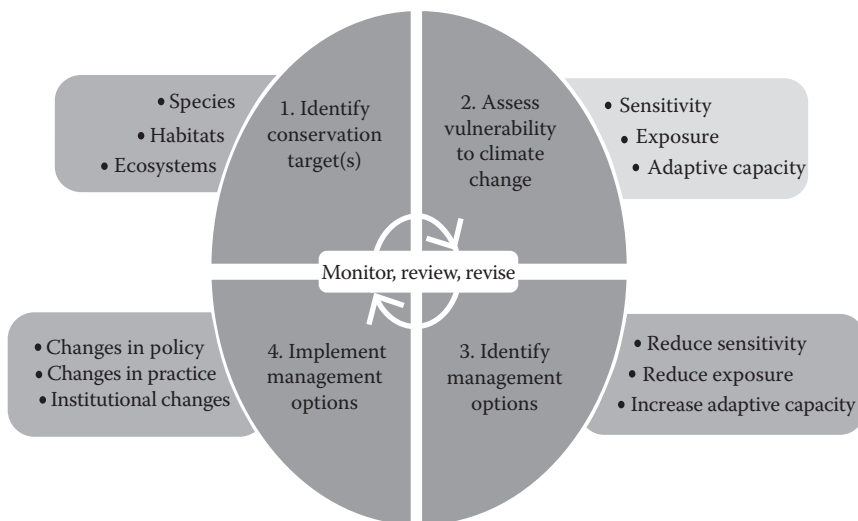 • Species
• Habitats
• Ecosystems
1. Identify
conservation
target(s)
2. Assess
vulnerability
to climate
change
• Sensitivity
• Exposure
• Adaptive capacity
Monitor, review, revise
• Changes in policy
• Changes in practice
• Institutional changes
4. Implement
management
options
3. Identify
management
options
• Reduce sensitivity
• Reduce exposure
• Increase adaptive capacity